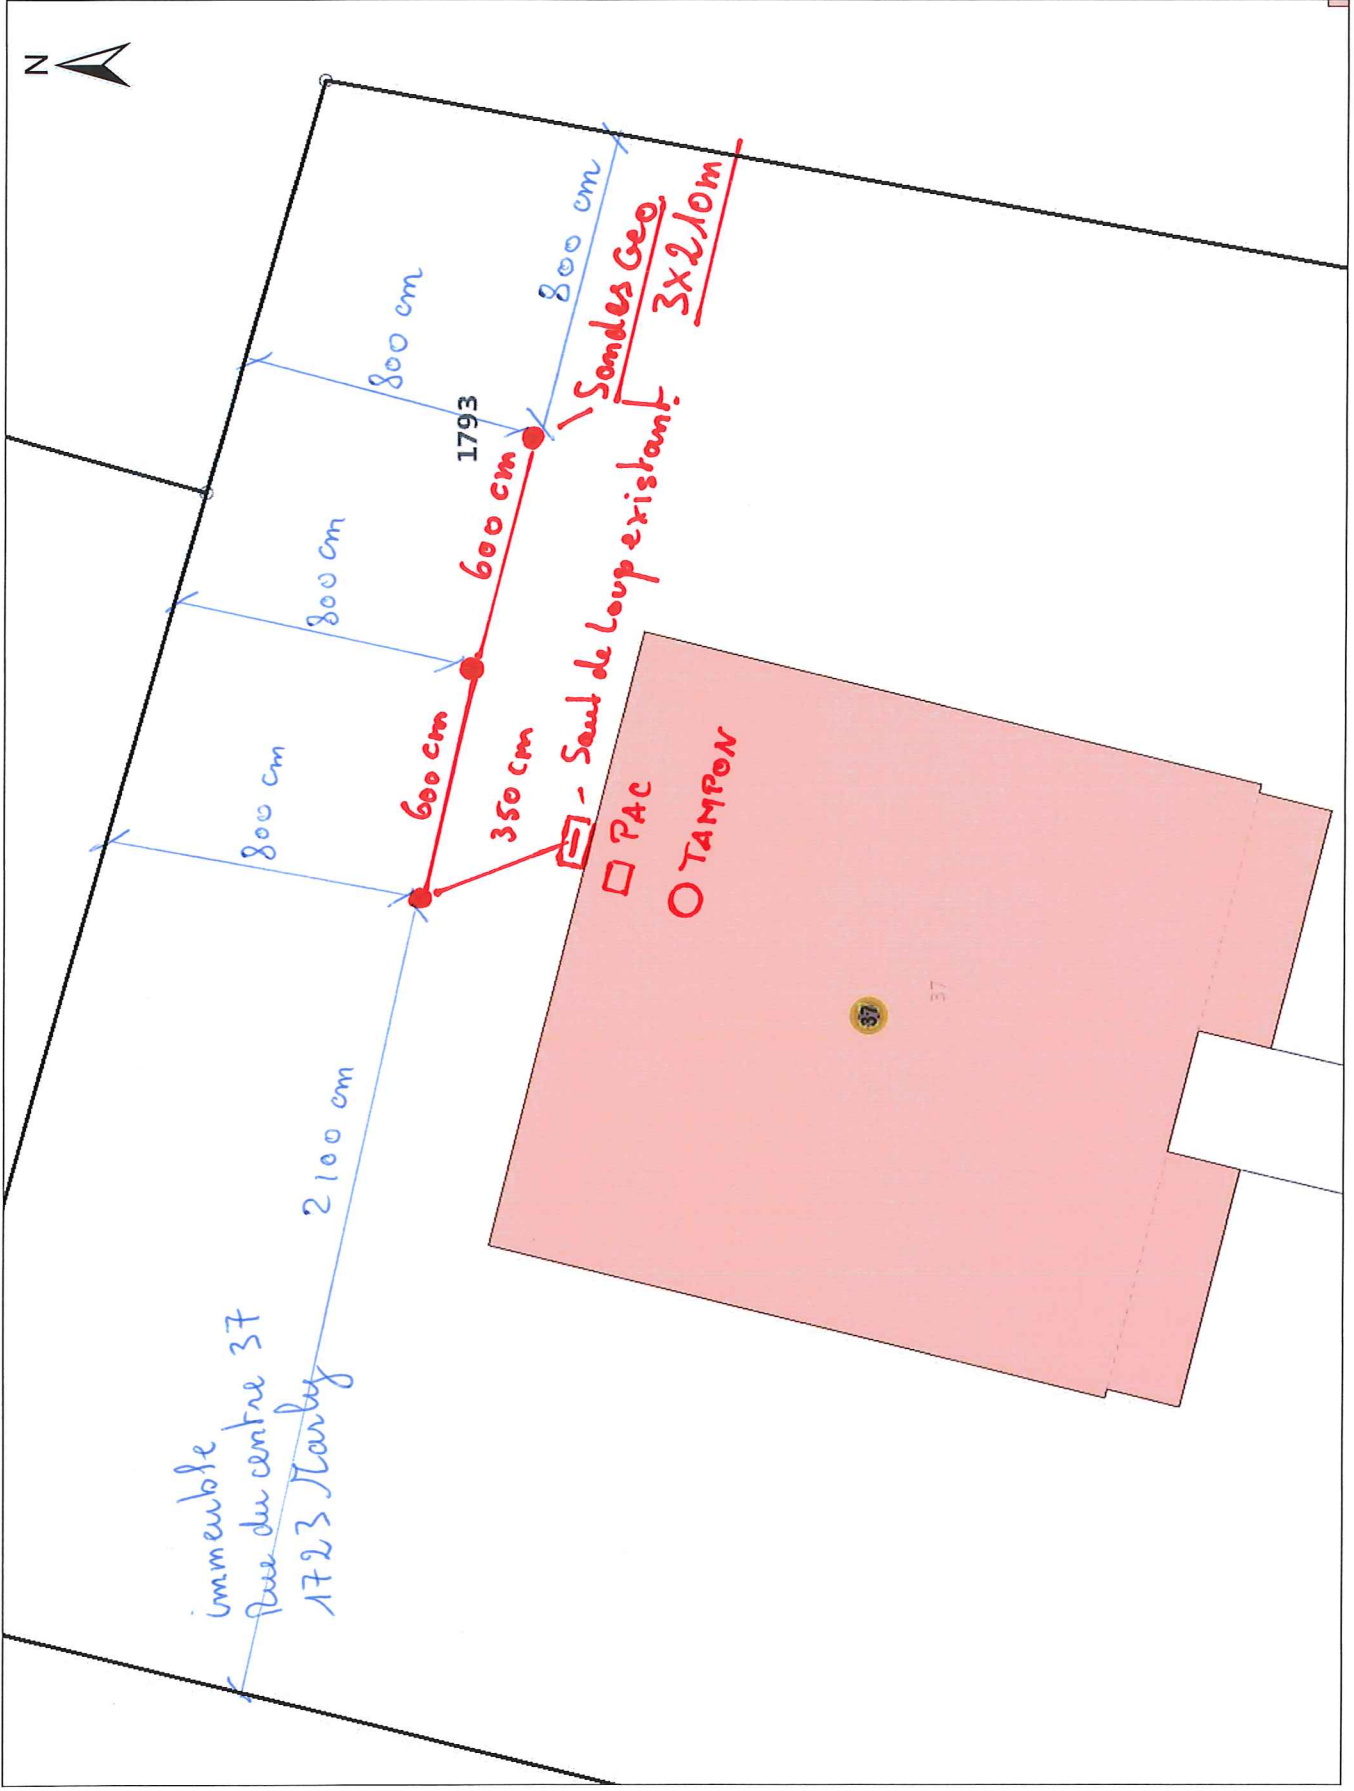 N
immeuble
Rue du centre 37
1723 Marly
2100 cm
800 cm
800 cm
800 cm
800 cm
1793
600 cm
600 cm
350 cm
Sondes Geo
3x210m
Saut de Loup existant
PAC
TAMPON
37
37